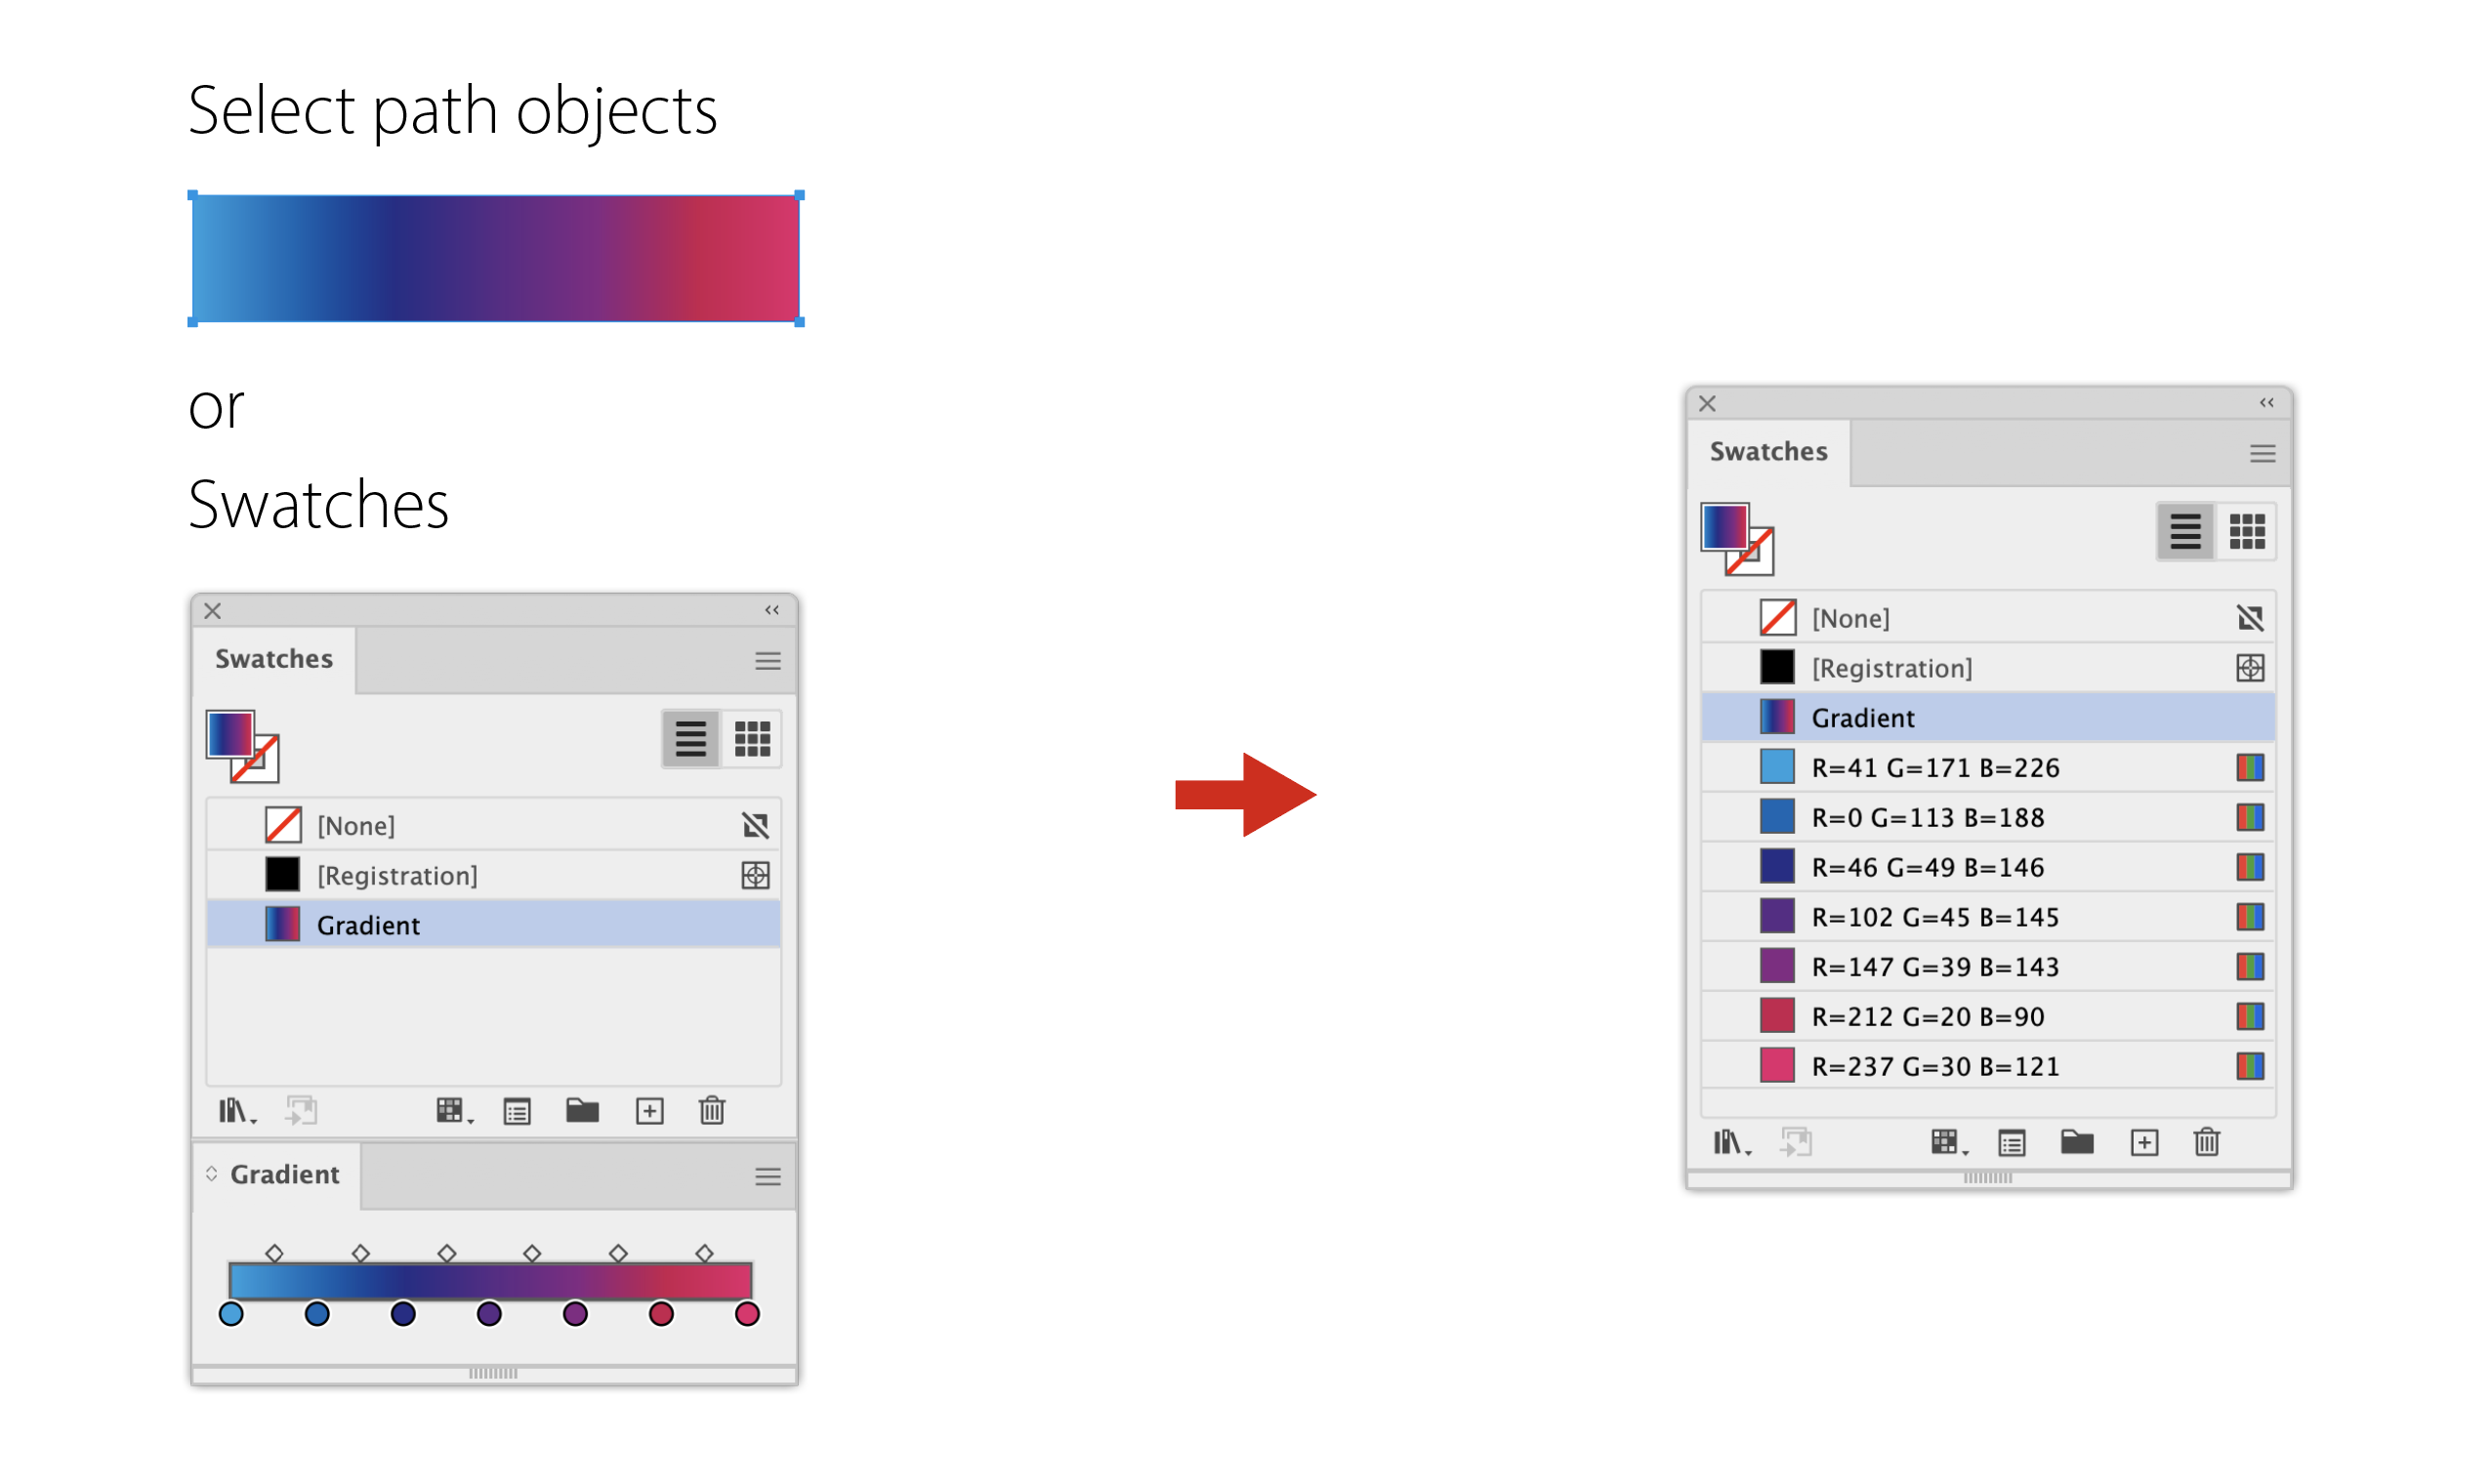 Select path objects
or
Swatches
Swatches
[None]
[Registration]
Gradient
Gradient
Swatches
[None]
[Registration]
Gradient
R=41 G=171 B=226
R=0 G=113 B=188
R=46 G=49 B=146
R=102 G=45 B=145
R=147 G=39 B=143
R=212 G=20 B=90
R=237 G=30 B=121